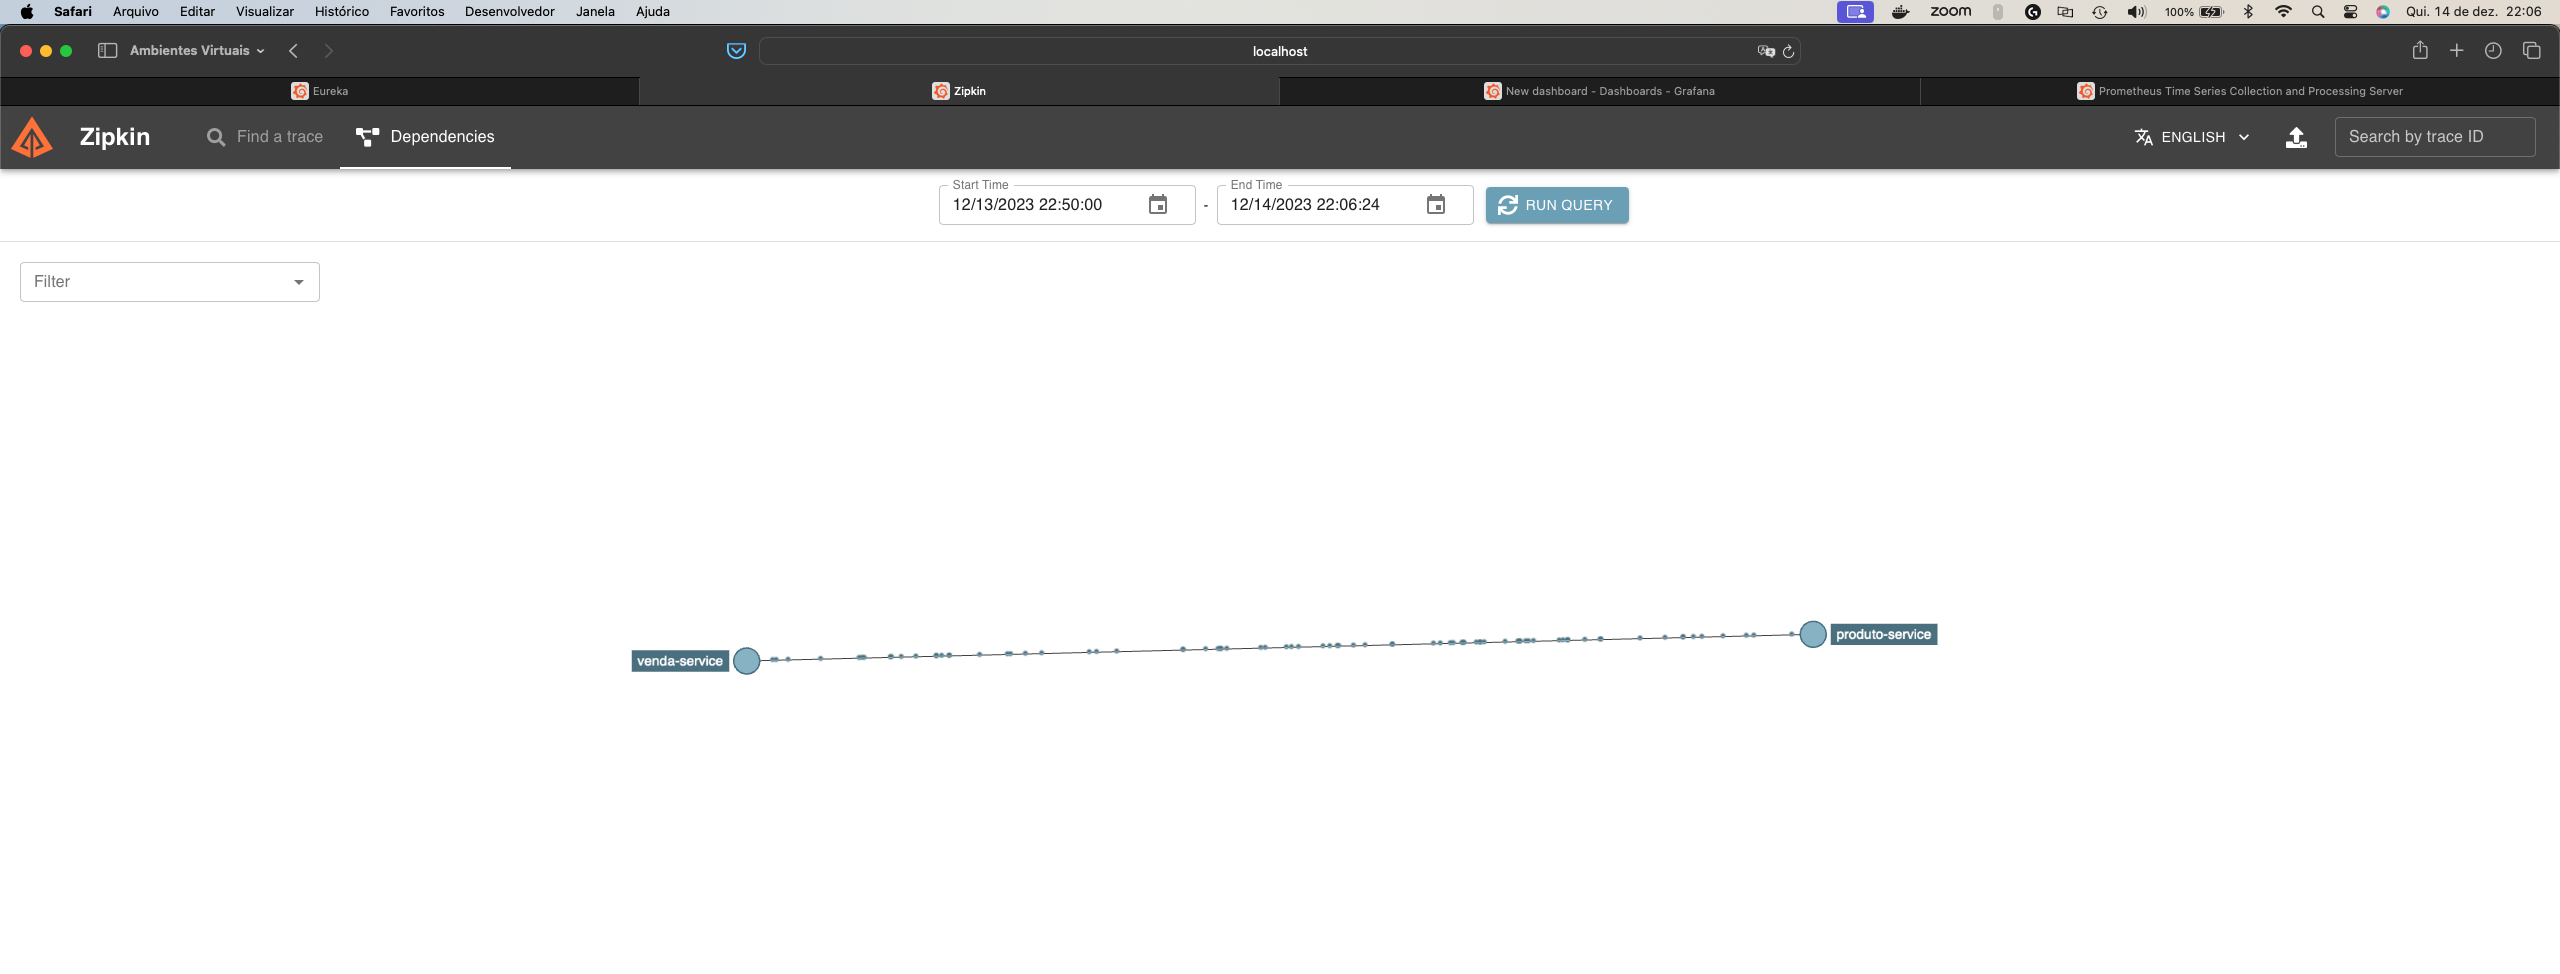 Safari Arquivo Editar Visualizar Histórico Favoritos Desenvolvedor Janela Ajuda zoom 100% Qui. 14 de dez. 22:06
Ambientes Virtuais localhost
Eureka Zipkin New dashboard - Dashboards - Grafana Prometheus Time Series Collection and Processing Server
Zipkin Find a trace Dependencies ENGLISH Search by trace ID
Start Time End Time
12/13/2023 22:50:00 - 12/14/2023 22:06:24 RUN QUERY
Filter
produto-service
venda-service